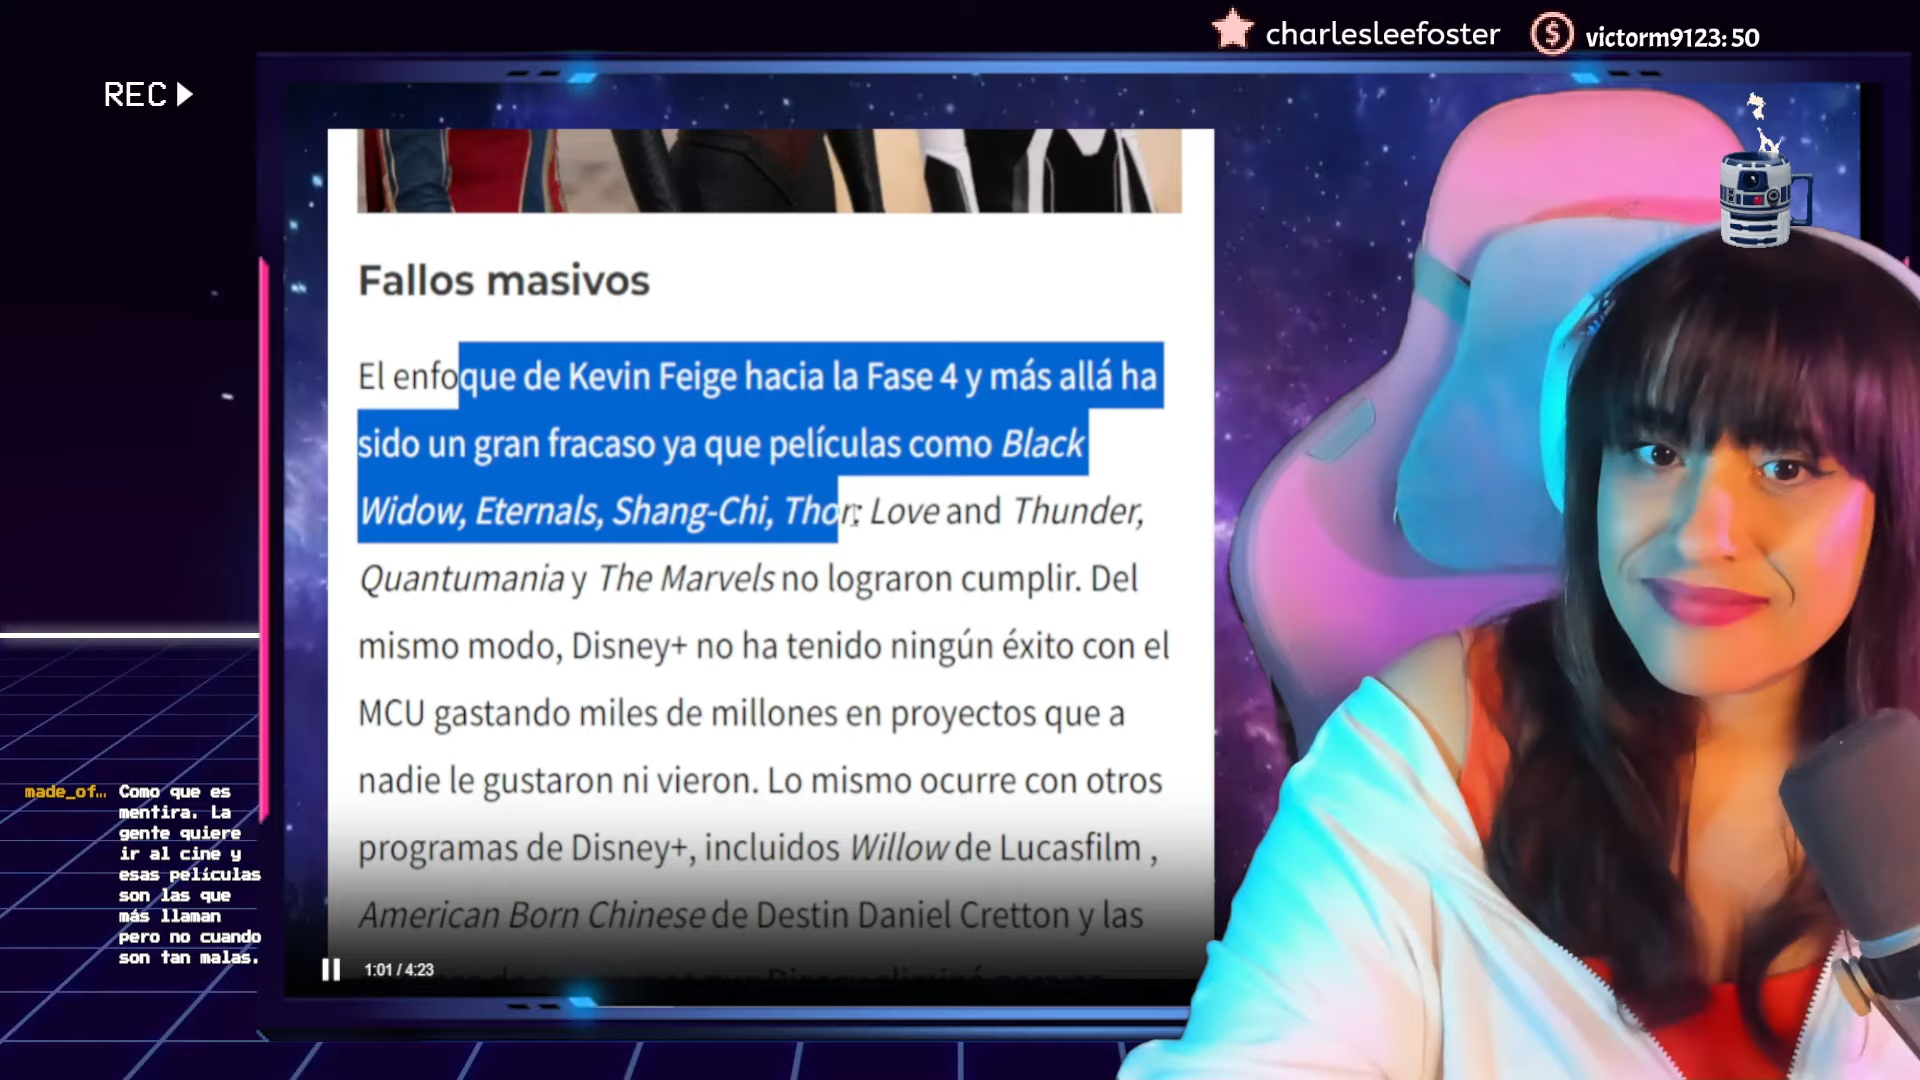 charlesleefoster
victorm9123: 50
REC
Fallos masivos
El enfoque de Kevin Feige hacia la Fase 4 y más allá ha
sido un gran fracaso ya que películas como Black
Widow, Eternals, Shang-Chi, Thor: Love and Thunder,
Quantumania y The Marvels no lograron cumplir. Del
mismo modo, Disney+ no ha tenido ningún éxito con el
MCU gastando miles de millones en proyectos que a
nadie le gustaron ni vieron. Lo mismo ocurre con otros
programas de Disney+, incluidos Willow de Lucasfilm ,
American Born Chinese de Destin Daniel Cretton y las
1:01 / 4:23
made_of… Como que es
mentira. La
gente quiere
ir al cine y
esas películas
son las que
más llaman
pero no cuando
son tan malas.